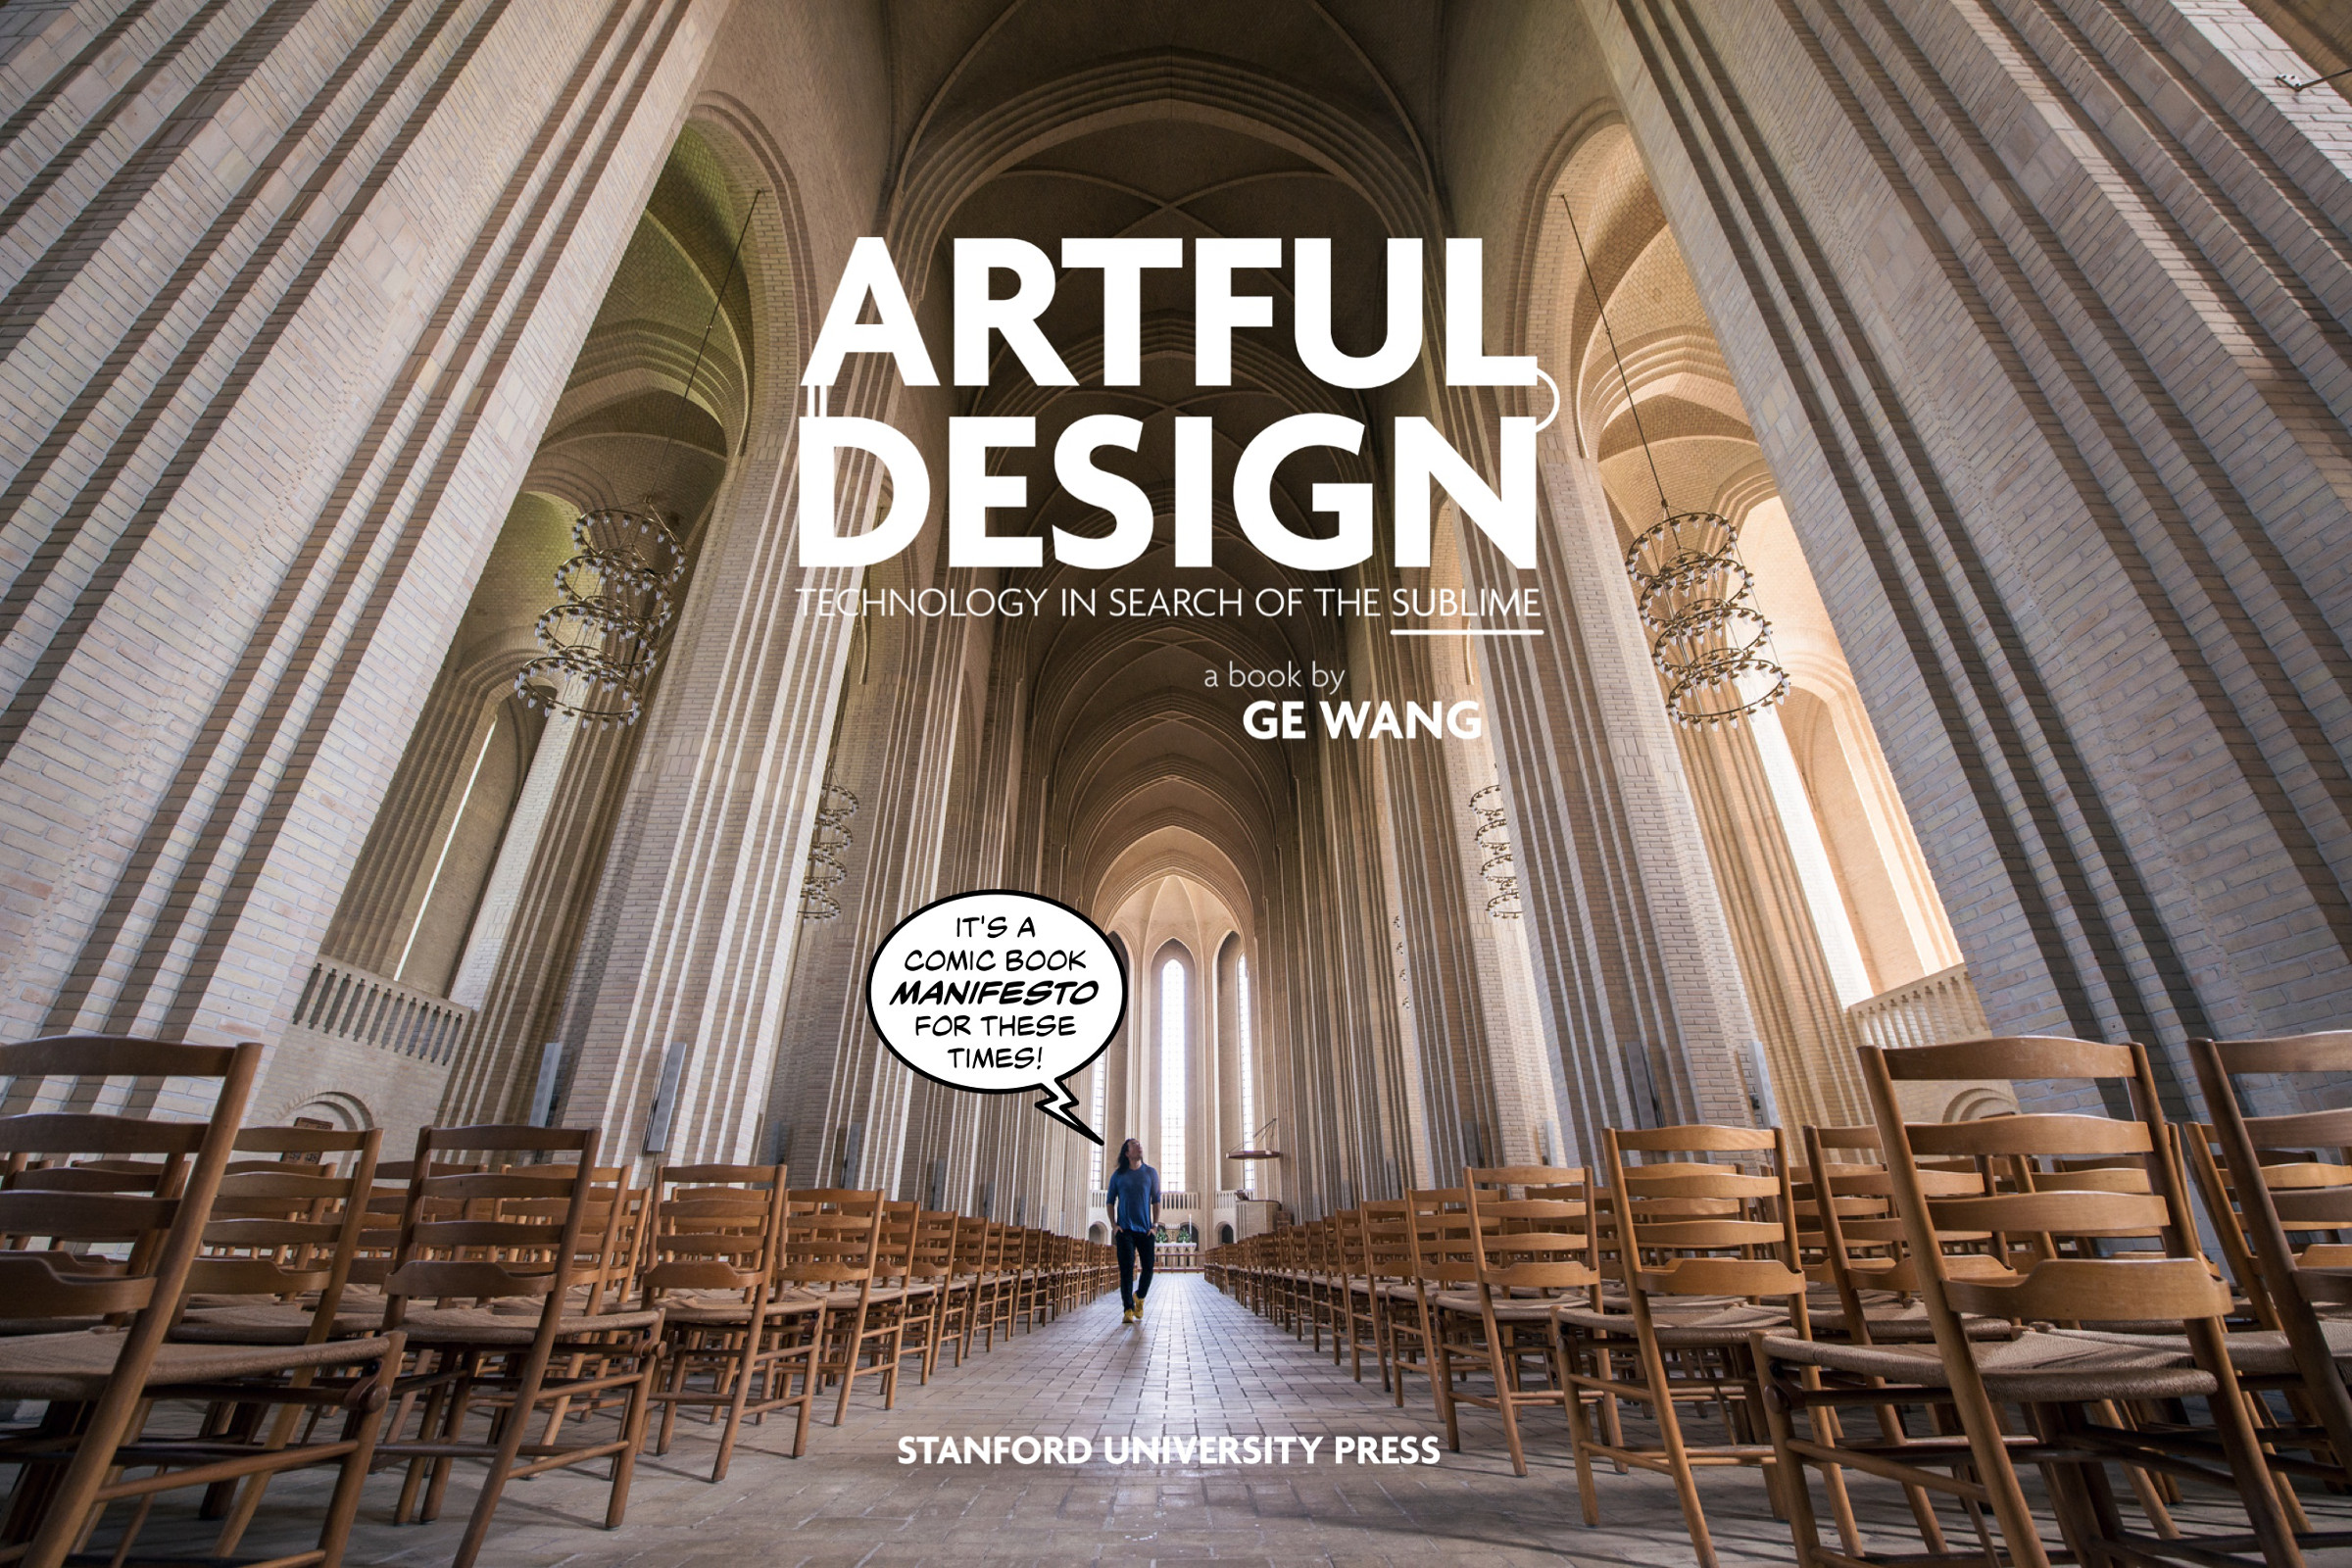 ARTFUL
DESIGN
TECHNOLOGY IN SEARCH OF THE SUBLIME
a book by
GE WANG
IT'S A
COMIC BOOK
MANIFESTO
FOR THESE
TIMES!
STANFORD UNIVERSITY PRESS